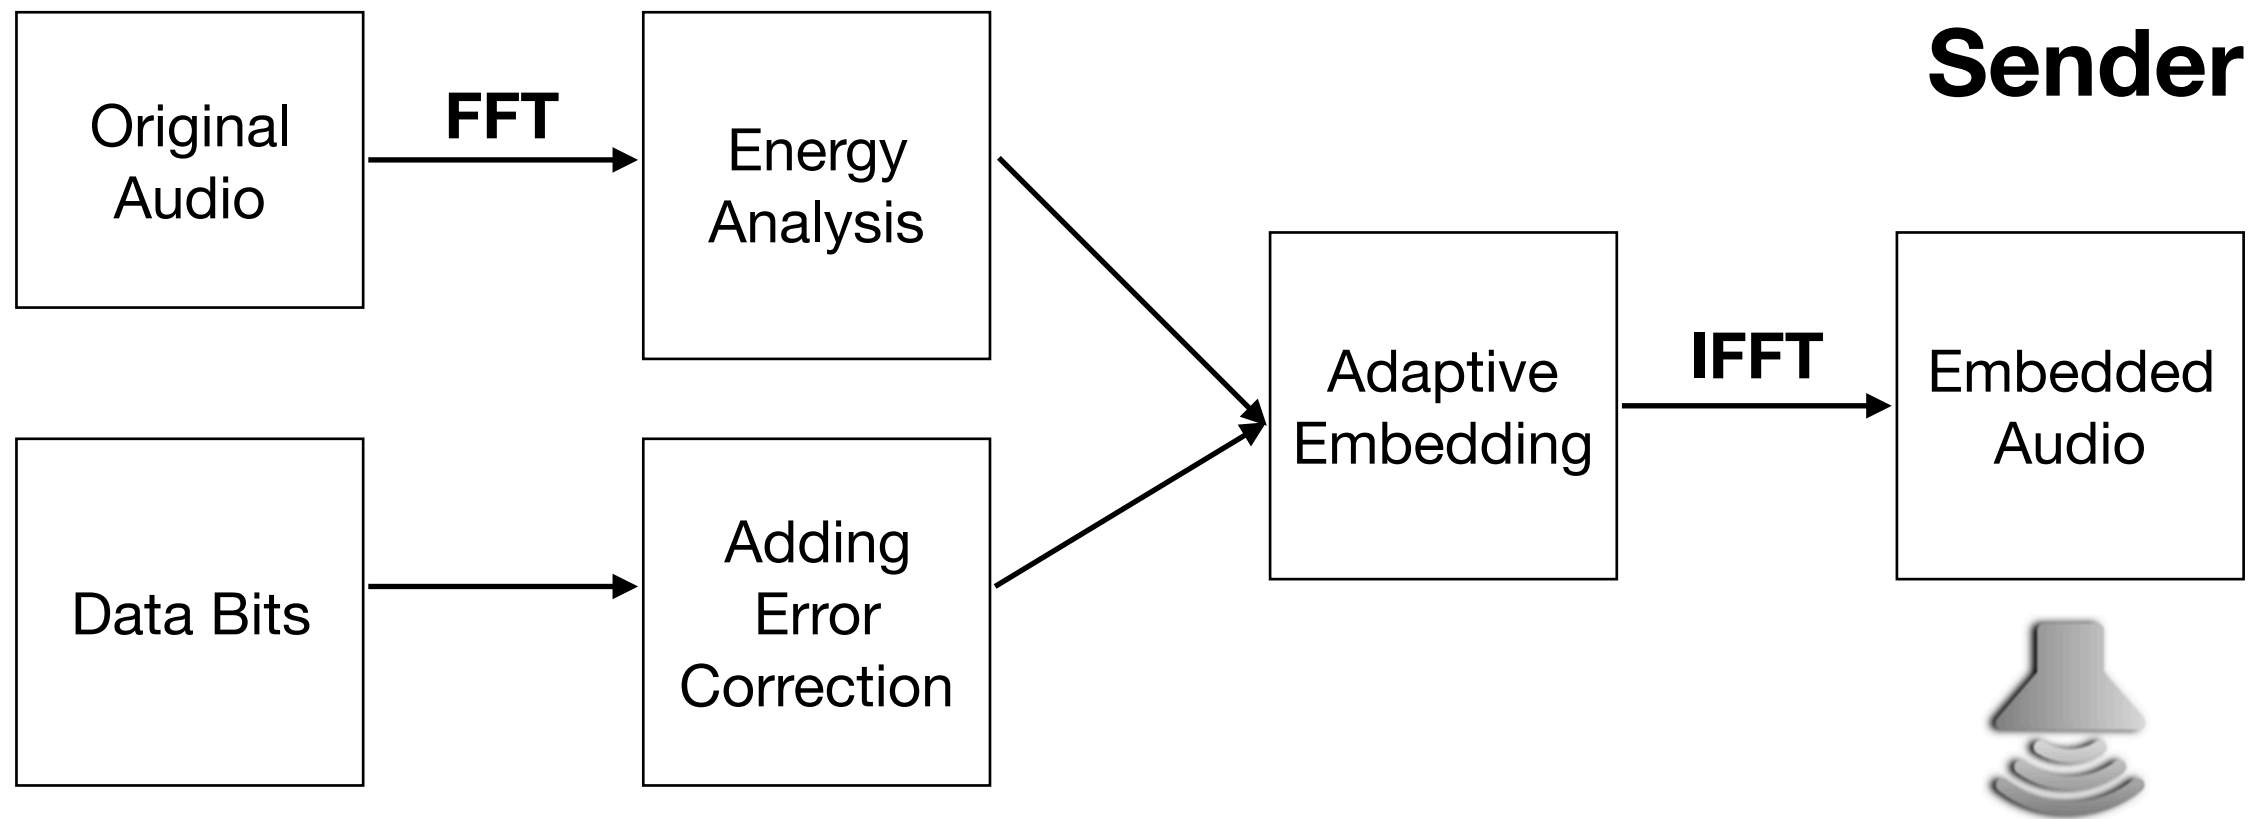 Sender
Original
Audio
FFT
Energy
Analysis
Data Bits
Adding
Error
Correction
Adaptive
Embedding
IFFT
Embedded
Audio